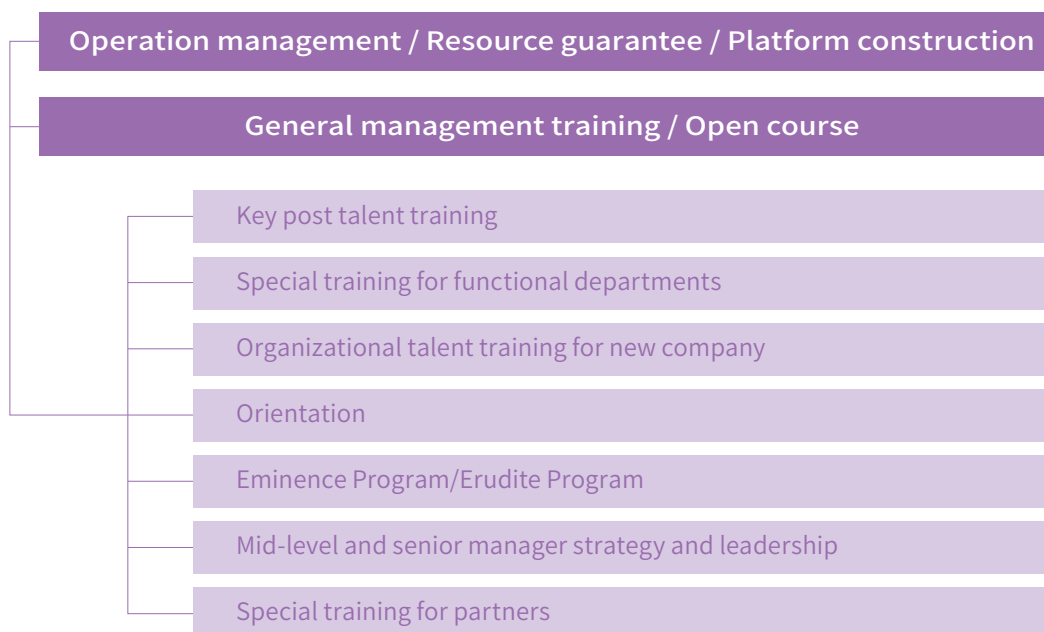 Operation management / Resource guarantee / Platform construction
General management training / Open course
Key post talent training
Special training for functional departments
Organizational talent training for new company
Orientation
Eminence Program/Erudite Program
Mid-level and senior manager strategy and leadership
Special training for partners